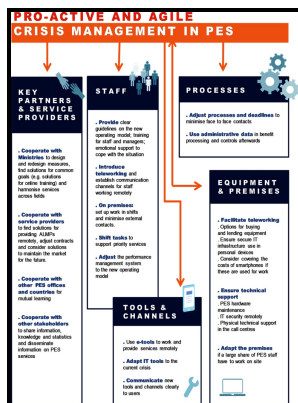 PRO-ACTIVE AND AGILE
CRISIS MANAGEMENT IN PES
KEY
PARTNERS
& SERVICE
PROVIDERS
. Cooperate with
Ministries to design
and redesign measures,
find solutions for common
goals (e.g. solutions
for online training) and
harmonise services
across fields
. Cooperate with
service providers
to find solutions for
providing ALMPs
remotely, adjust contracts
and consider solutions
to maintain the market
for the future.
. Cooperate with
other PES offices
and countries for
mutual learning.
. Cooperate with
other stakeholders
to share information,
knowledge and statistics
and disseminate
information on PES
services
STAFF
. Provide clear
guidelines on the new
operating model, training
for staff and managers;
emotional support to
cope with the situation
. Introduce
teleworking and
establish communication
channels for staff
working remotely
. On premises:
set up work in shifts
and minimise external
contacts.
. Shift tasks to
support priority services
. Adjust the performance
management system
to the new operating
model
TOOLS &
CHANNELS
. Use e-tools to work and
provide services remotely
. Adapt IT tools to the
current crisis
. Communicate new
tools and channels clearly
to users
PROCESSES
. Adjust processes and deadlines to
minimise face to face contacts
. Use administrative data in benefit
processing and controls afterwards
EQUIPMENT
& PREMISES
. Facilitate teleworking
. Options for buying
and lending equipment
. Ensure secure IT
infrastructure use in
personal devices
. Consider covering the
costs of smartphones if
these are used for work
. Ensure technical
support
. PES hardware
maintenance
. IT security remotely
. Physical technical support
in the call-centres
. Adapt the premises
if a large share of PES staff
have to work on site